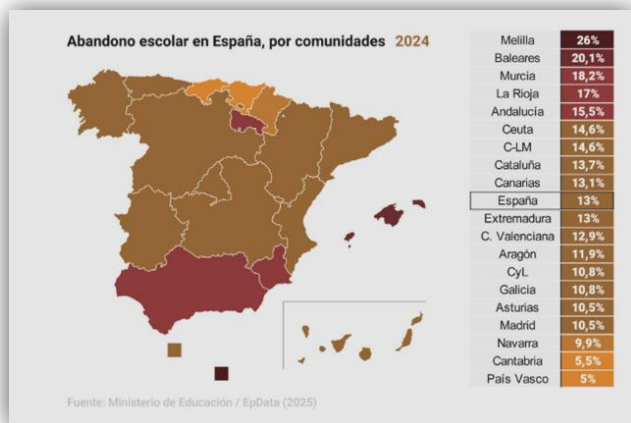 Abandono escolar en España, por comunidades 2024
Melilla 26%
Baleares 20,1%
Murcia 18,2%
La Rioja 17%
Andalucía 15,5%
Ceuta 14,6%
C-LM 14,6%
Cataluña 13,7%
Canarias 13,1%
España 13%
Extremadura 13%
C. Valenciana 12,9%
Aragón 11,9%
CyL 10,8%
Galicia 10,8%
Asturias 10,5%
Madrid 10,5%
Navarra 9,9%
Cantabria 5,5%
País Vasco 5%
Fuente: Ministerio de Educación / EpData (2025)